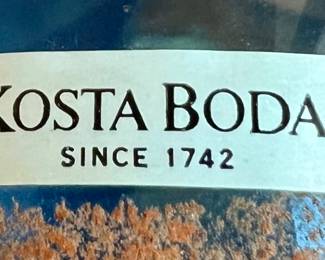 KOSTA BODA
SINCE 1742